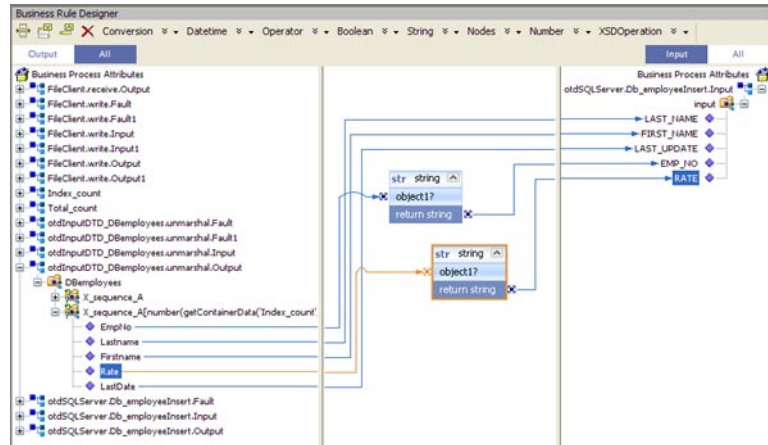 Business Rule Designer
Conversion Datetime Operator Boolean String Nodes Number XSDOperation
Output All
Input All
Business Process Attributes
FileClient.receive.Output
FileClient.write.Fault
FileClient.write.Fault1
FileClient.write.Input
FileClient.write.Input1
FileClient.write.Output
FileClient.write.Output1
Index_count
Total_count
otdInputDTD_DBemployees.unmarshal.Fault
otdInputDTD_DBemployees.unmarshal.Fault1
otdInputDTD_DBemployees.unmarshal.Input
otdInputDTD_DBemployees.unmarshal.Output
DBemployees
X_sequence_A
X_sequence_A[number(getContainerData('Index_count'
EmpNo
Lastname
Firstname
Rate
LastDate
otdSQLServer.Db_employeeInsert.Fault
otdSQLServer.Db_employeeInsert.Input
otdSQLServer.Db_employeeInsert.Output
str string
object1?
return string
str string
object1?
return string
Business Process Attributes
otdSQLServer.Db_employeeInsert.Input
input
LAST_NAME
FIRST_NAME
LAST_UPDATE
EMP_NO
RATE